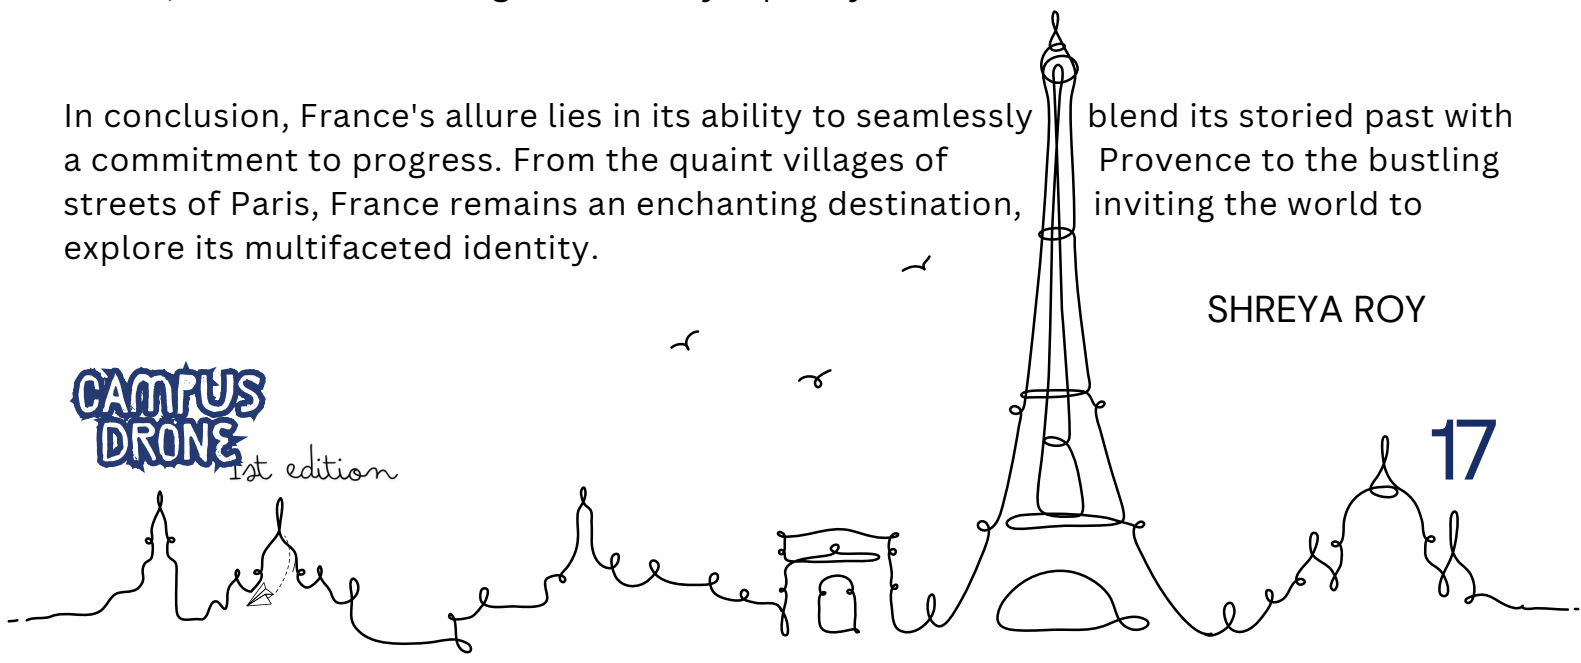 In conclusion, France's allure lies in its ability to seamlessly blend its storied past with
a commitment to progress. From the quaint villages of Provence to the bustling
streets of Paris, France remains an enchanting destination, inviting the world to
explore its multifaceted identity.
SHREYA ROY
CAMPUS
DRONE
1st edition
17